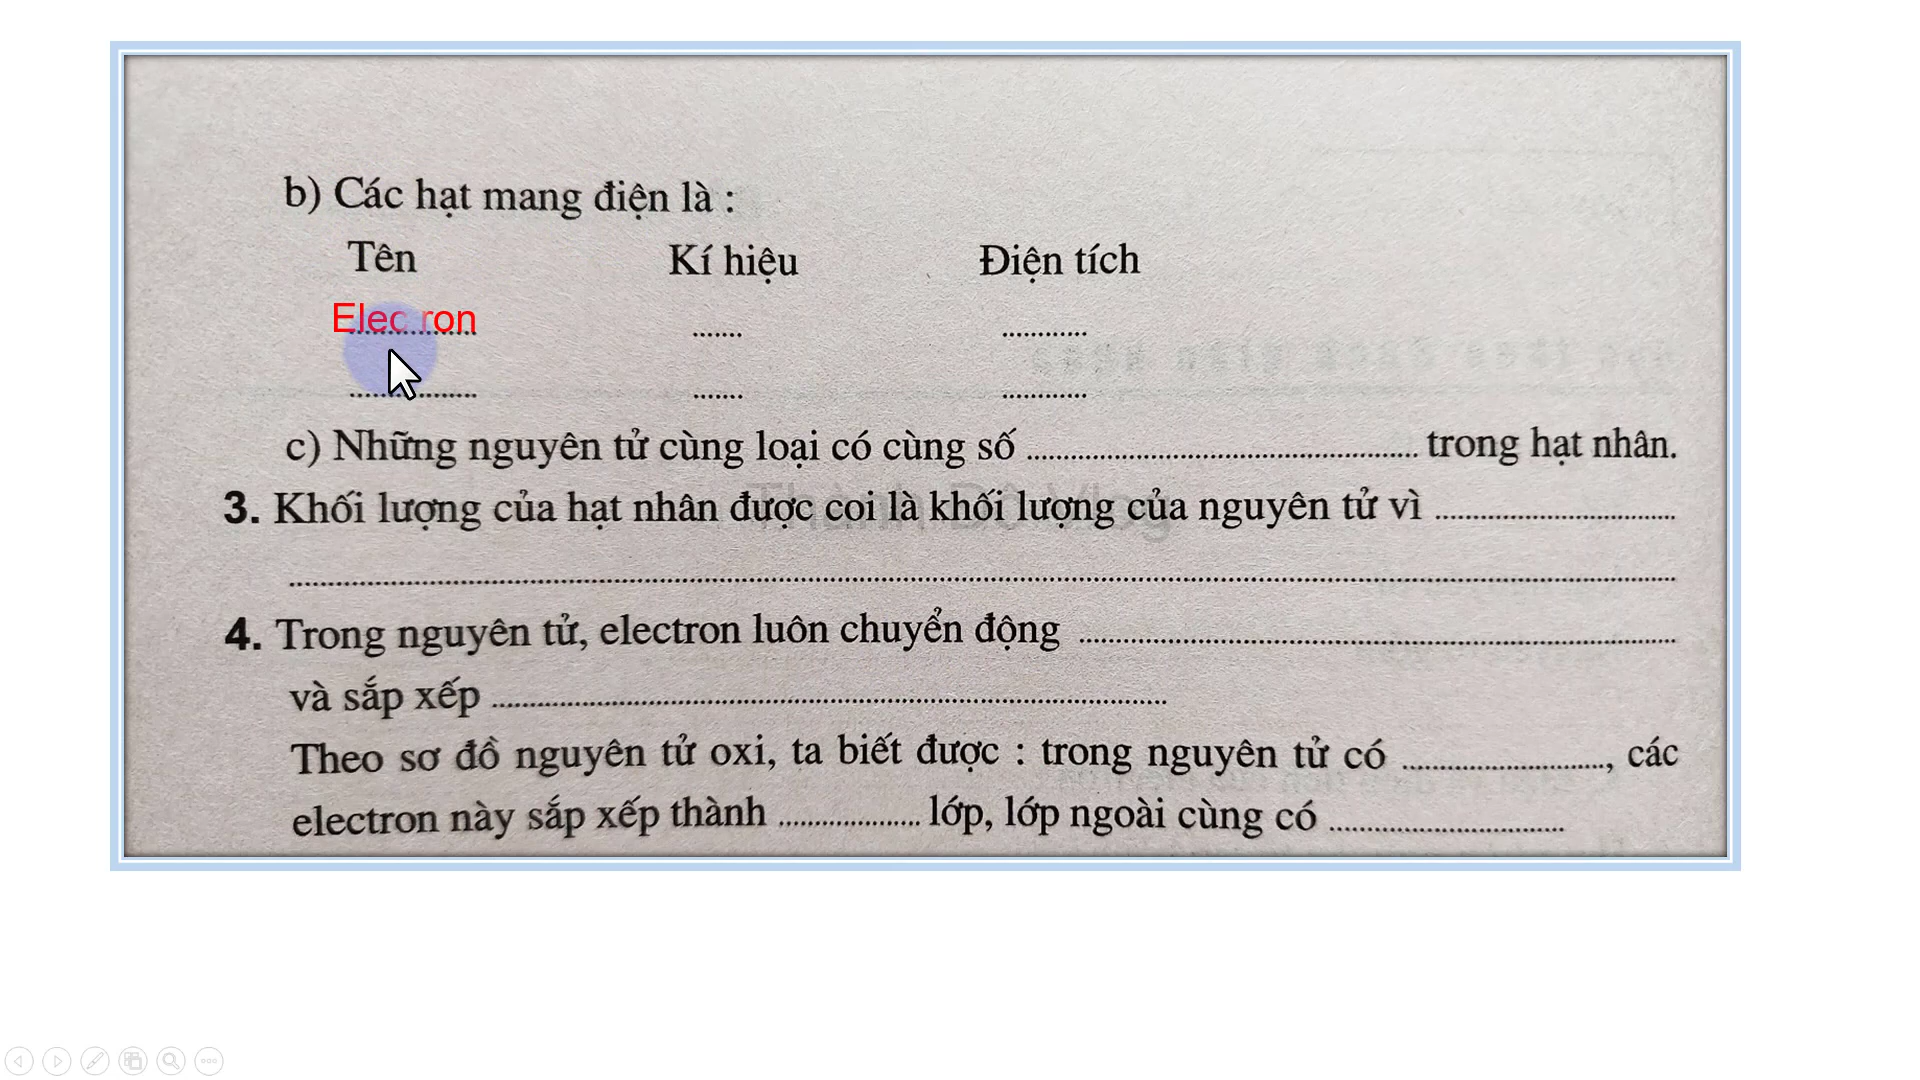 b) Các hạt mang điện là :
Tên Kí hiệu Điện tích
Electron ....... ............
.................. ....... ............
c) Những nguyên tử cùng loại có cùng số .......................................................... trong hạt nhân.
3. Khối lượng của hạt nhân được coi là khối lượng của nguyên tử vì ....................................
..........................................................................................................................
4. Trong nguyên tử, electron luôn chuyển động ..........................................................
và sắp xếp ..........................................................................
Theo sơ đồ nguyên tử oxi, ta biết được : trong nguyên tử có ............................, các
electron này sắp xếp thành .................... lớp, lớp ngoài cùng có ..................................